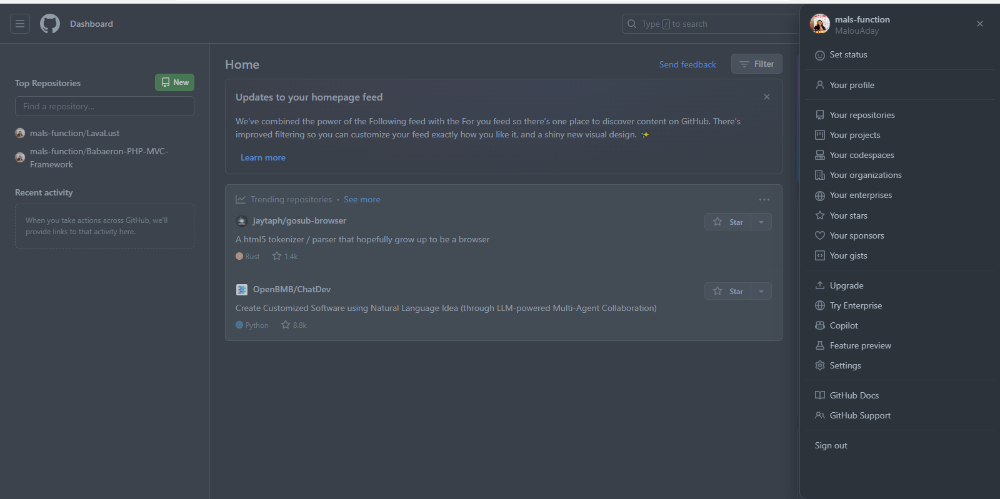 Dashboard
Type / to search
mals-function
MalouAday
Top Repositories
New
Find a repository...
mals-function/LavaLust
mals-function/Babaeron-PHP-MVC-
Framework
Recent activity
When you take actions across GitHub, we'll
provide links to that activity here.
Home
Send feedback
Filter
Updates to your homepage feed
We've combined the power of the Following feed with the For you feed so there's one place to discover content on GitHub. There's
improved filtering so you can customize your feed exactly how you like it, and a shiny new visual design. ✨
Learn more
Trending repositories · See more
jaytaph/gosub-browser
Star
A html5 tokenizer / parser that hopefully grow up to be a browser
Rust 1.4k
OpenBMB/ChatDev
Star
Create Customized Software using Natural Language Idea (through LLM-powered Multi-Agent Collaboration)
Python 8.8k
Set status
Your profile
Your repositories
Your projects
Your codespaces
Your organizations
Your enterprises
Your stars
Your sponsors
Your gists
Upgrade
Try Enterprise
Copilot
Feature preview
Settings
GitHub Docs
GitHub Support
Sign out